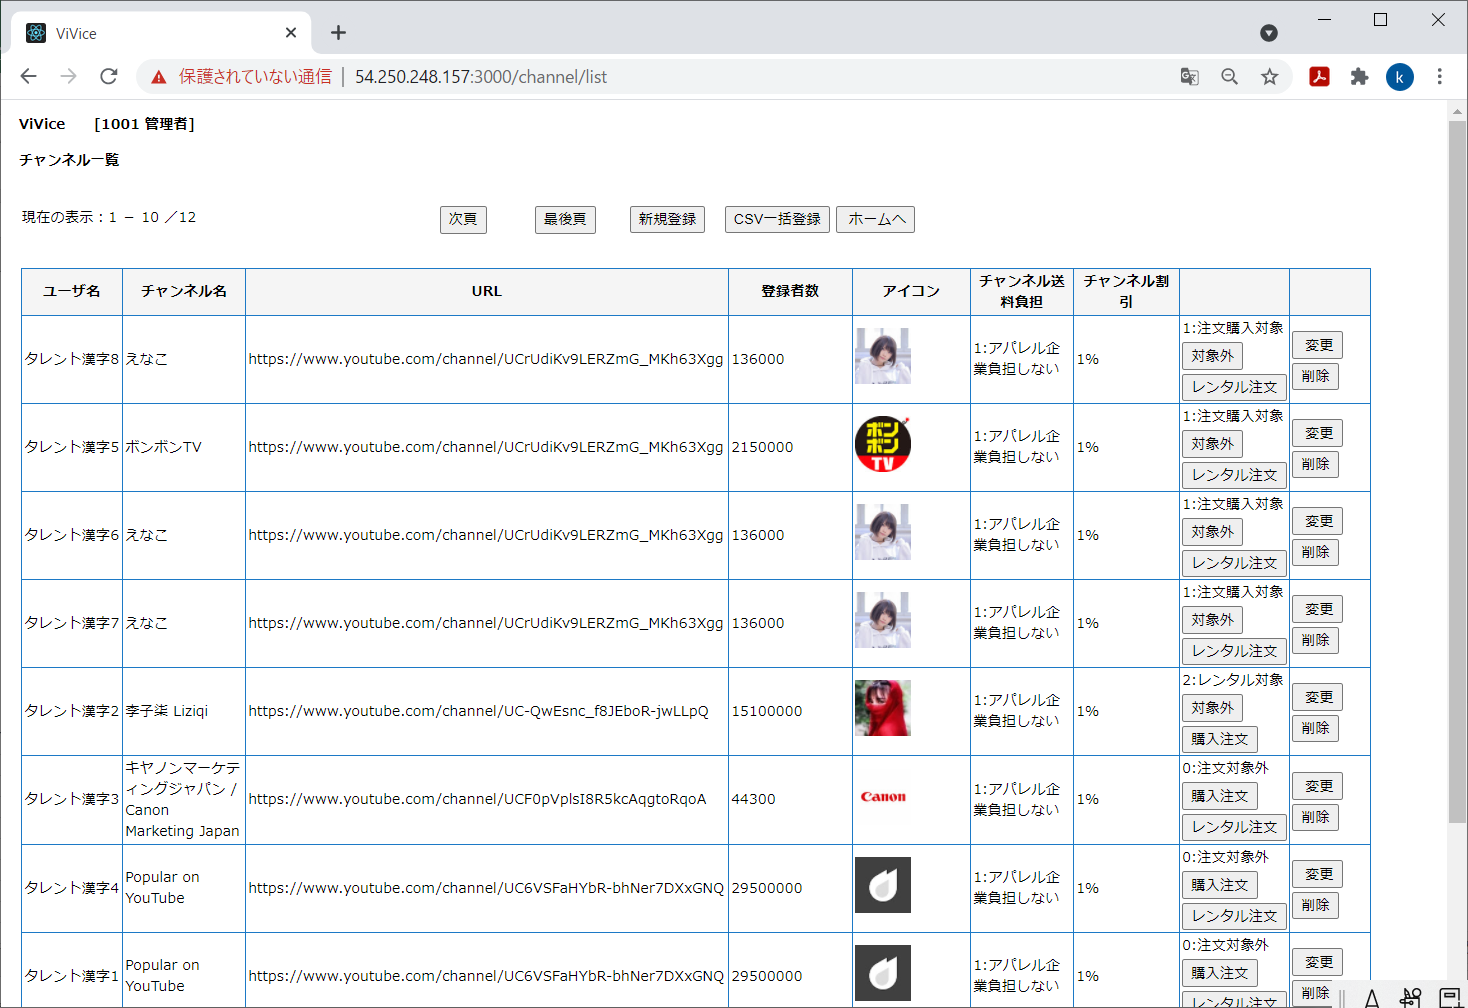 ViVice
保護されていない通信 | 54.250.248.157:3000/channel/list
k
ViVice [1001 管理者]
チャンネル一覧
現在の表示：1 － 10 ／12 次頁 最後頁 新規登録 CSV一括登録 ホームへ
ユーザ名 チャンネル名 URL 登録者数 アイコン チャンネル送料負担 チャンネル割引
タレント漢字8 えなこ https://www.youtube.com/channel/UCrUdiKv9LERZmG_MKh63Xgg 136000 1:アパレル企業負担しない 1% 1:注文購入対象 対象外 レンタル注文 変更 削除
タレント漢字5 ボンボンTV https://www.youtube.com/channel/UCrUdiKv9LERZmG_MKh63Xgg 2150000 ボンボンTV 1:アパレル企業負担しない 1% 1:注文購入対象 対象外 レンタル注文 変更 削除
タレント漢字6 えなこ https://www.youtube.com/channel/UCrUdiKv9LERZmG_MKh63Xgg 136000 1:アパレル企業負担しない 1% 1:注文購入対象 対象外 レンタル注文 変更 削除
タレント漢字7 えなこ https://www.youtube.com/channel/UCrUdiKv9LERZmG_MKh63Xgg 136000 1:アパレル企業負担しない 1% 1:注文購入対象 対象外 レンタル注文 変更 削除
タレント漢字2 李子柒 Liziqi https://www.youtube.com/channel/UC-QwEsnc_f8JEboR-jwLLpQ 15100000 1:アパレル企業負担しない 1% 2:レンタル対象 対象外 購入注文 変更 削除
タレント漢字3 キヤノンマーケティングジャパン / Canon Marketing Japan https://www.youtube.com/channel/UCF0pVplsI8R5kcAqgtoRqoA 44300 Canon 1:アパレル企業負担しない 1% 0:注文対象外 購入注文 レンタル注文 変更 削除
タレント漢字4 Popular on YouTube https://www.youtube.com/channel/UC6VSFaHYbR-bhNer7DXxGNQ 29500000 1:アパレル企業負担しない 1% 0:注文対象外 購入注文 レンタル注文 変更 削除
タレント漢字1 Popular on YouTube https://www.youtube.com/channel/UC6VSFaHYbR-bhNer7DXxGNQ 29500000 1:アパレル企業負担しない 1% 0:注文対象外 購入注文 レンタル注文 変更 削除
A